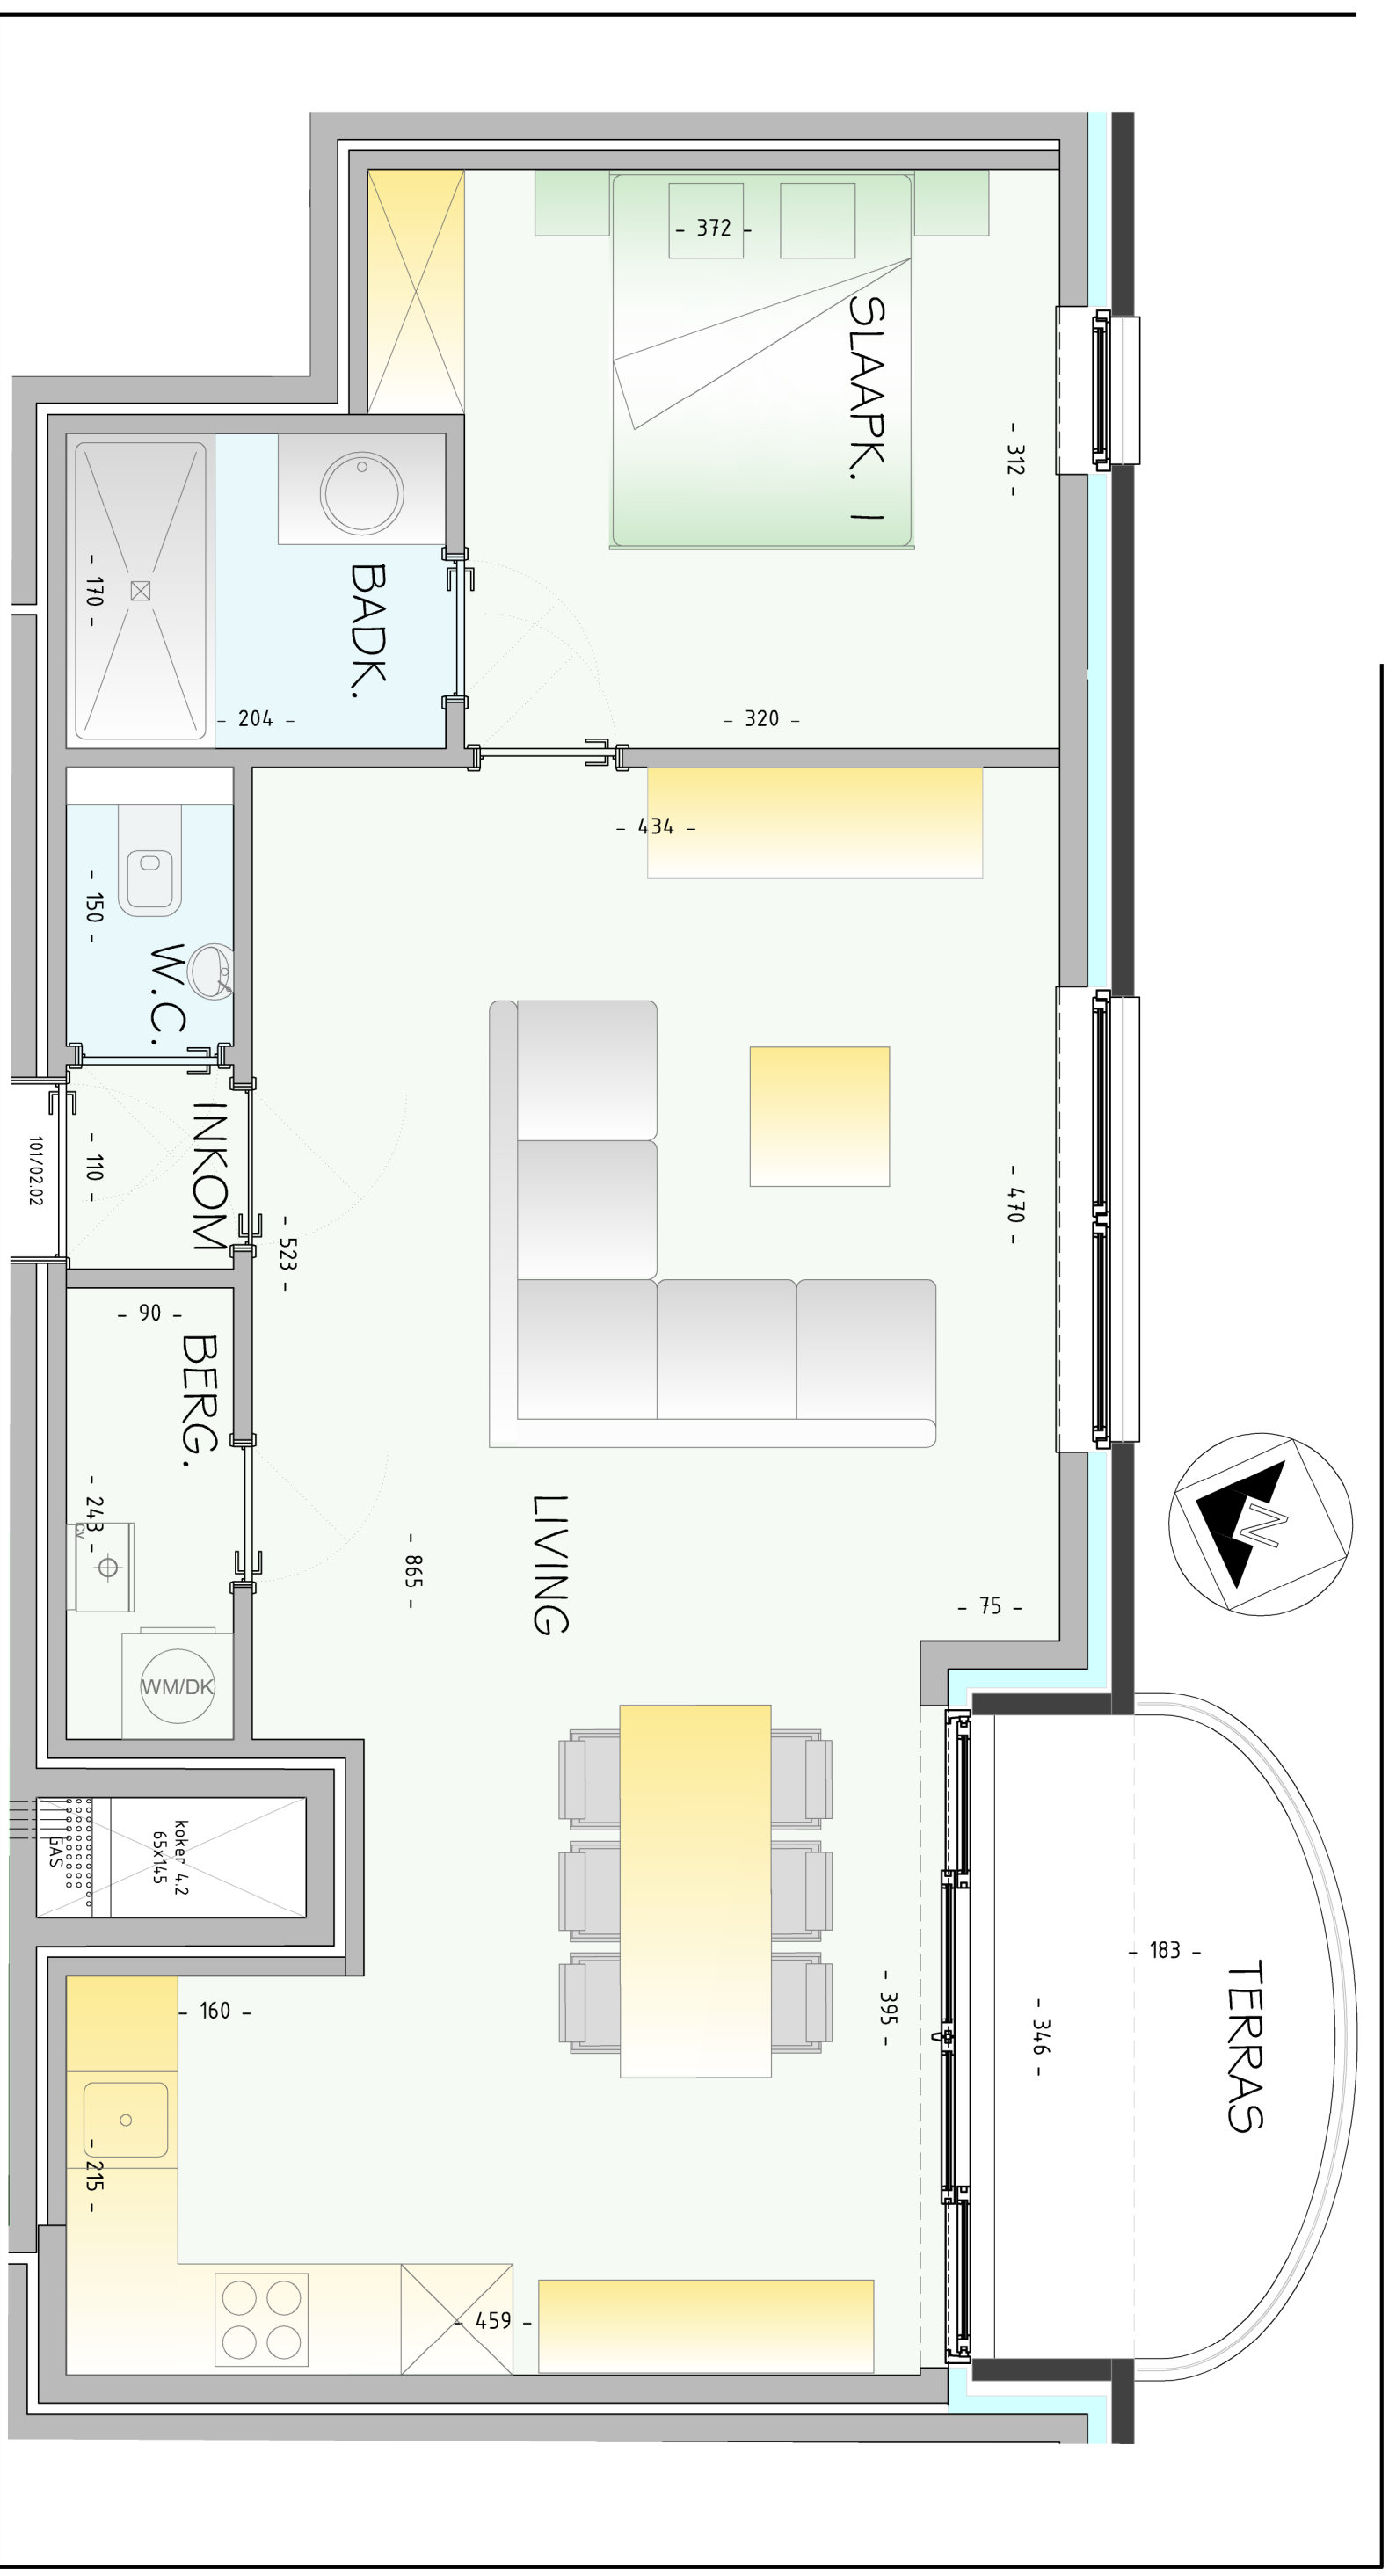 - 372 -
SLAAPK. 1
- 312 -
- 170 -
BADK.
- 204 -
- 320 -
- 434 -
- 150 -
W.C.
INKOM
101/02.02
- 110 -
- 470 -
- 523 -
- 90 -
BERG.
- 243 -
CV
LIVING
- 865 -
N
- 75 -
WM/DK
koker 4.2
65x145
GAS
- 183 -
TERRAS
- 160 -
- 395 -
- 346 -
- 215 -
- 459 -